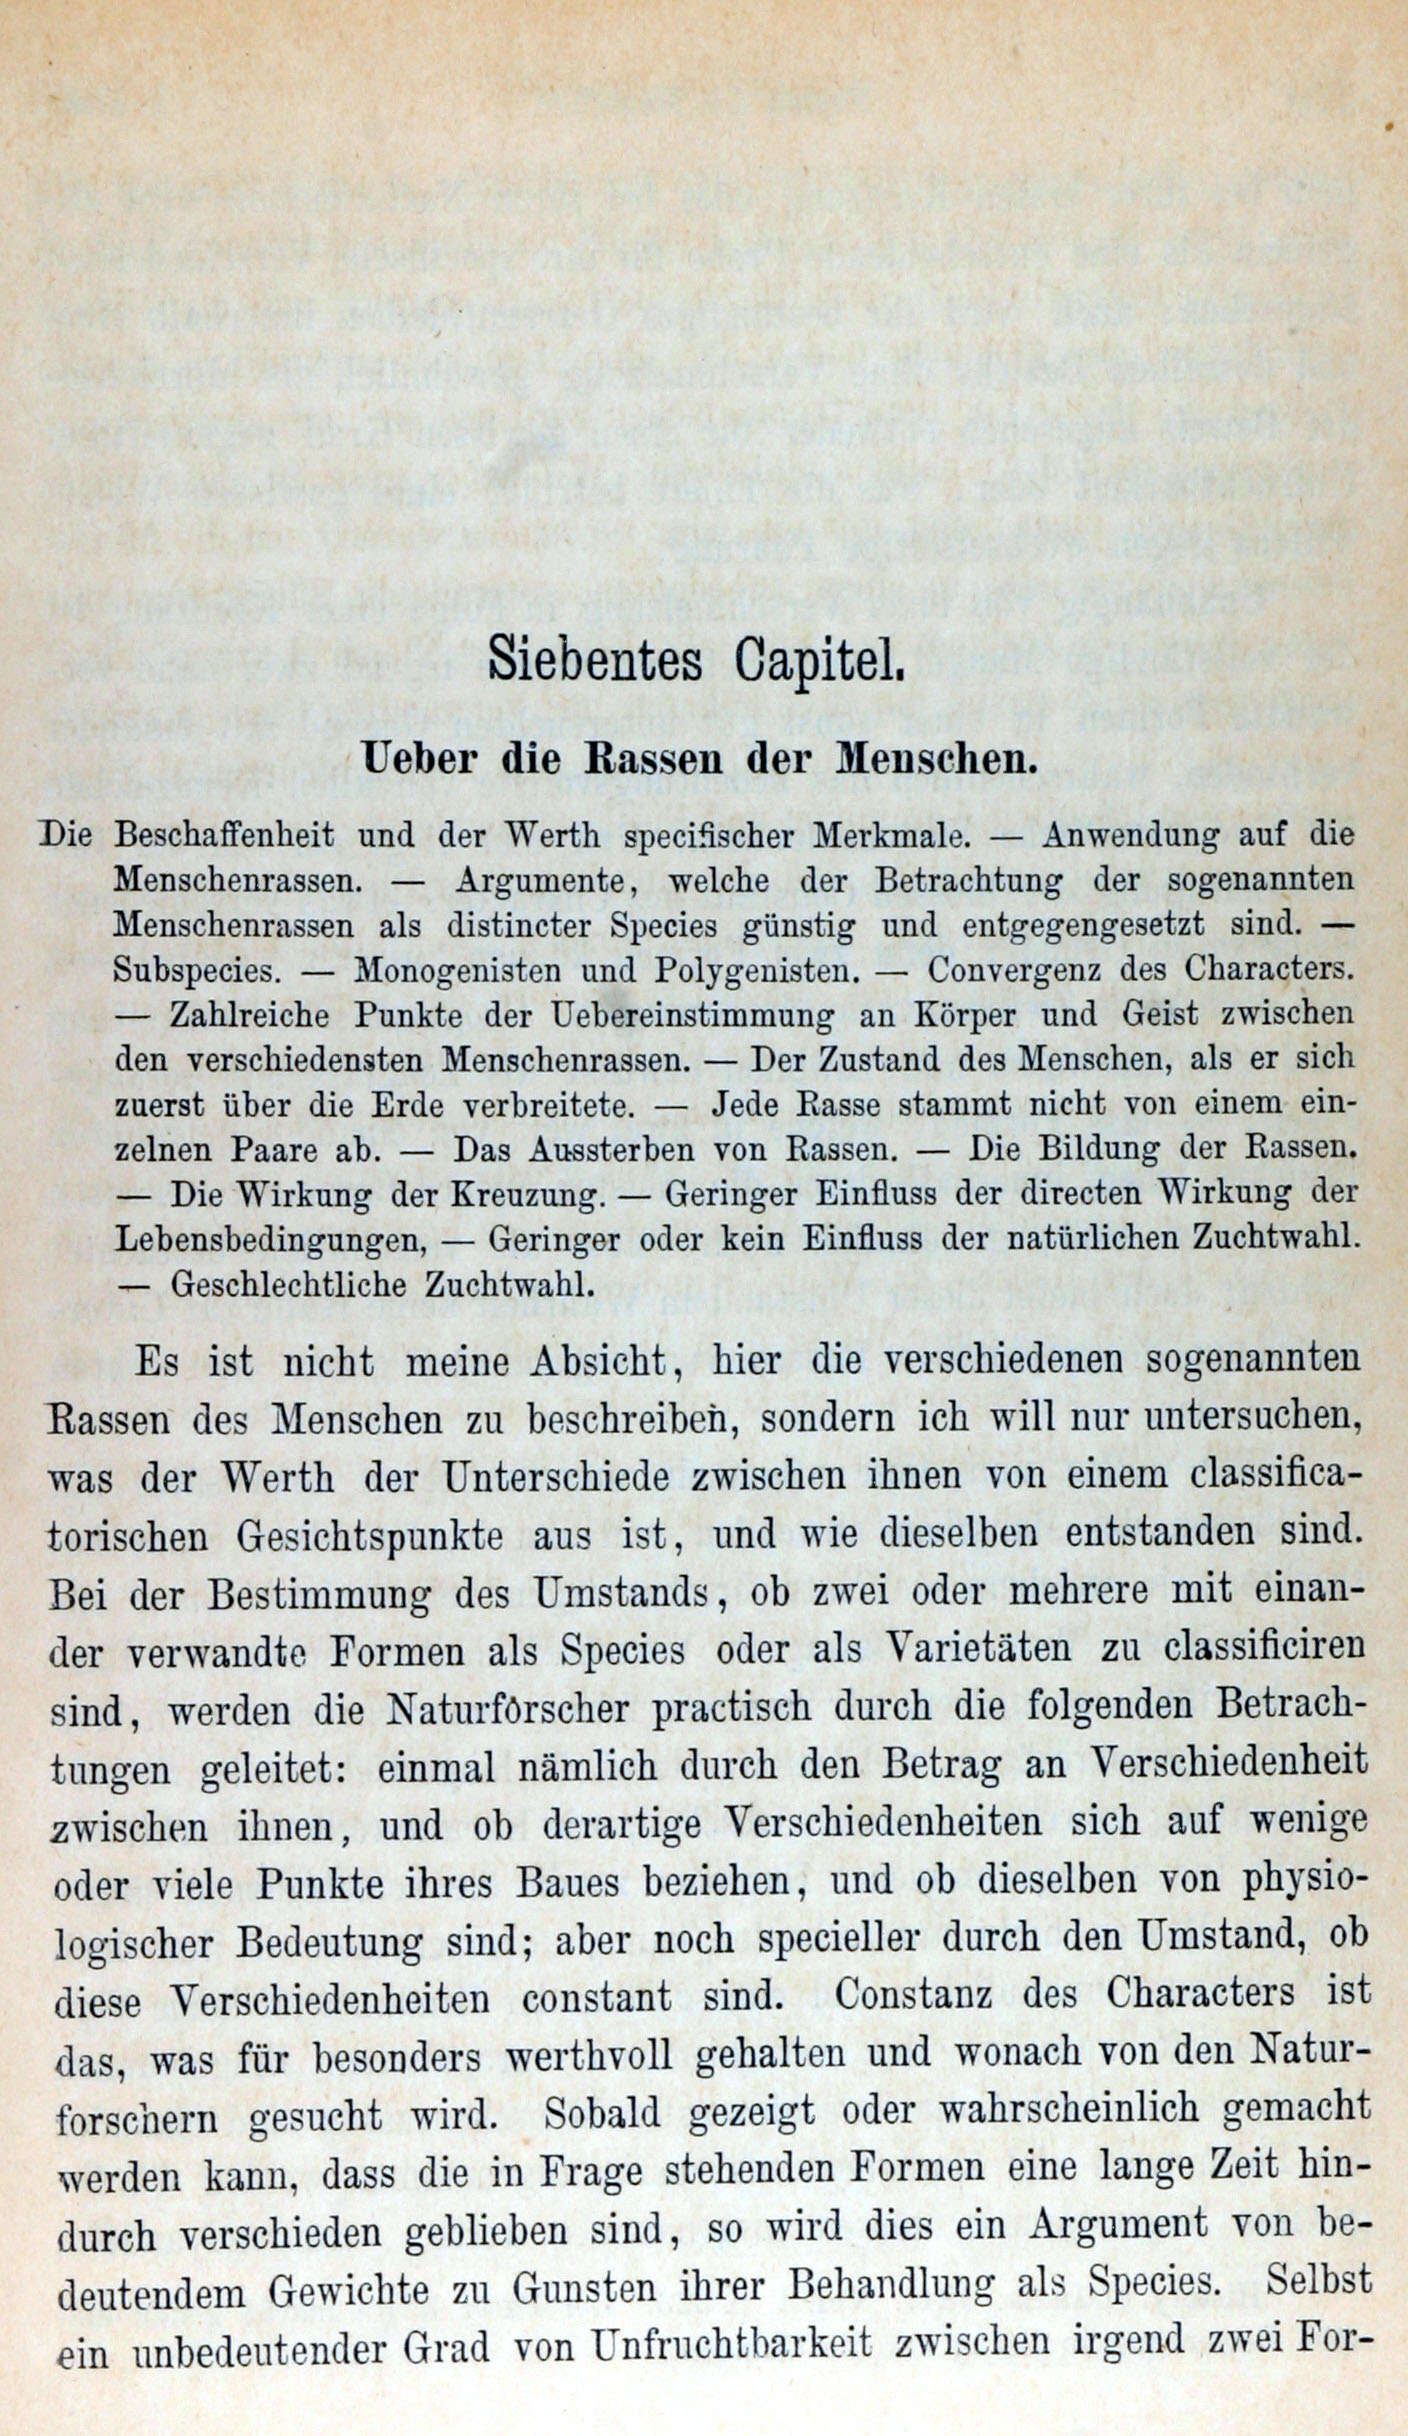 Siebentes Capitel.
Ueber die Rassen der Menschen.
Die Beschaffenheit und der Werth specifischer Merkmale. — Anwendung auf die
Menschenrassen. — Argumente, welche der Betrachtung der sogenannten
Menschenrassen als distincter Species günstig und entgegengesetzt sind. —
Subspecies. — Monogenisten und Polygenisten. — Convergenz des Characters.
— Zahlreiche Punkte der Uebereinstimmung an Körper und Geist zwischen
den verschiedensten Menschenrassen. — Der Zustand des Menschen, als er sich
zuerst über die Erde verbreitete. — Jede Rasse stammt nicht von einem ein-
zelnen Paare ab. — Das Aussterben von Rassen. — Die Bildung der Rassen.
— Die Wirkung der Kreuzung. — Geringer Einfluss der directen Wirkung der
Lebensbedingungen, — Geringer oder kein Einfluss der natürlichen Zuchtwahl.
— Geschlechtliche Zuchtwahl.
Es ist nicht meine Absicht, hier die verschiedenen sogenannten
Rassen des Menschen zu beschreiben, sondern ich will nur untersuchen,
was der Werth der Unterschiede zwischen ihnen von einem classifica-
torischen Gesichtspunkte aus ist, und wie dieselben entstanden sind.
Bei der Bestimmung des Umstands, ob zwei oder mehrere mit einan-
der verwandte Formen als Species oder als Varietäten zu classificiren
sind, werden die Naturforscher practisch durch die folgenden Betrach-
tungen geleitet: einmal nämlich durch den Betrag an Verschiedenheit
zwischen ihnen, und ob derartige Verschiedenheiten sich auf wenige
oder viele Punkte ihres Baues beziehen, und ob dieselben von physio-
logischer Bedeutung sind; aber noch specieller durch den Umstand, ob
diese Verschiedenheiten constant sind. Constanz des Characters ist
das, was für besonders werthvoll gehalten und wonach von den Natur-
forschern gesucht wird. Sobald gezeigt oder wahrscheinlich gemacht
werden kann, dass die in Frage stehenden Formen eine lange Zeit hin-
durch verschieden geblieben sind, so wird dies ein Argument von be-
deutendem Gewichte zu Gunsten ihrer Behandlung als Species. Selbst
ein unbedeutender Grad von Unfruchtbarkeit zwischen irgend zwei For-